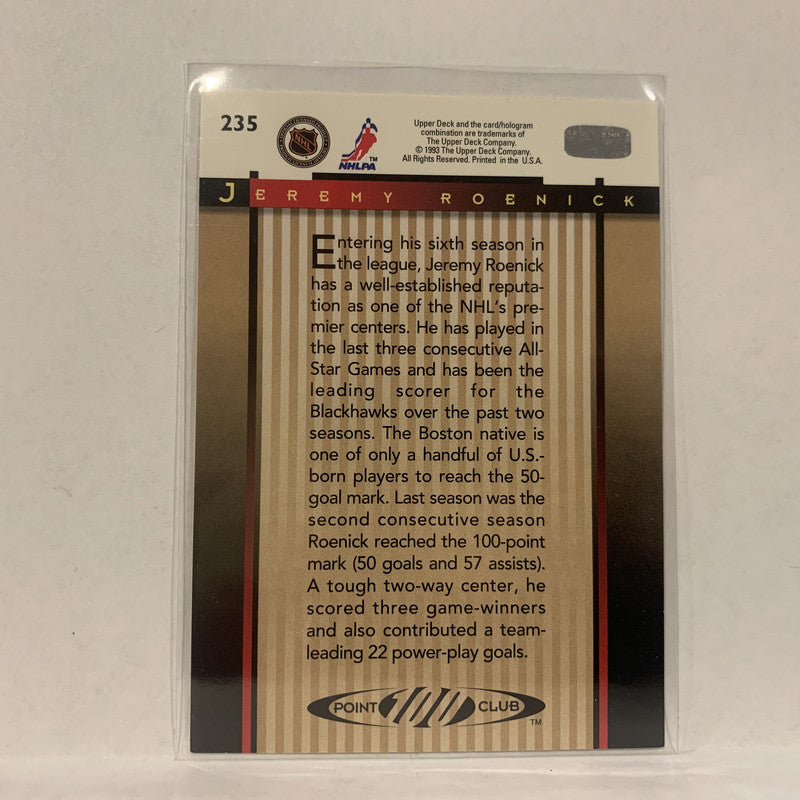 235
NHL
NHLPA™
Upper Deck and the card/hologram
combination are trademarks of
The Upper Deck Company.
© 1993 The Upper Deck Company.
All Rights Reserved. Printed in the U.S.A.
JEREMY ROENICK
Entering his sixth season in
the league, Jeremy Roenick
has a well-established reputa-
tion as one of the NHL's pre-
mier centers. He has played in
the last three consecutive All-
Star Games and has been the
leading scorer for the
Blackhawks over the past two
seasons. The Boston native is
one of only a handful of U.S.-
born players to reach the 50-
goal mark. Last season was the
second consecutive season
Roenick reached the 100-point
mark (50 goals and 57 assists).
A tough two-way center, he
scored three game-winners
and also contributed a team-
leading 22 power-play goals.
POINT 100 CLUB™